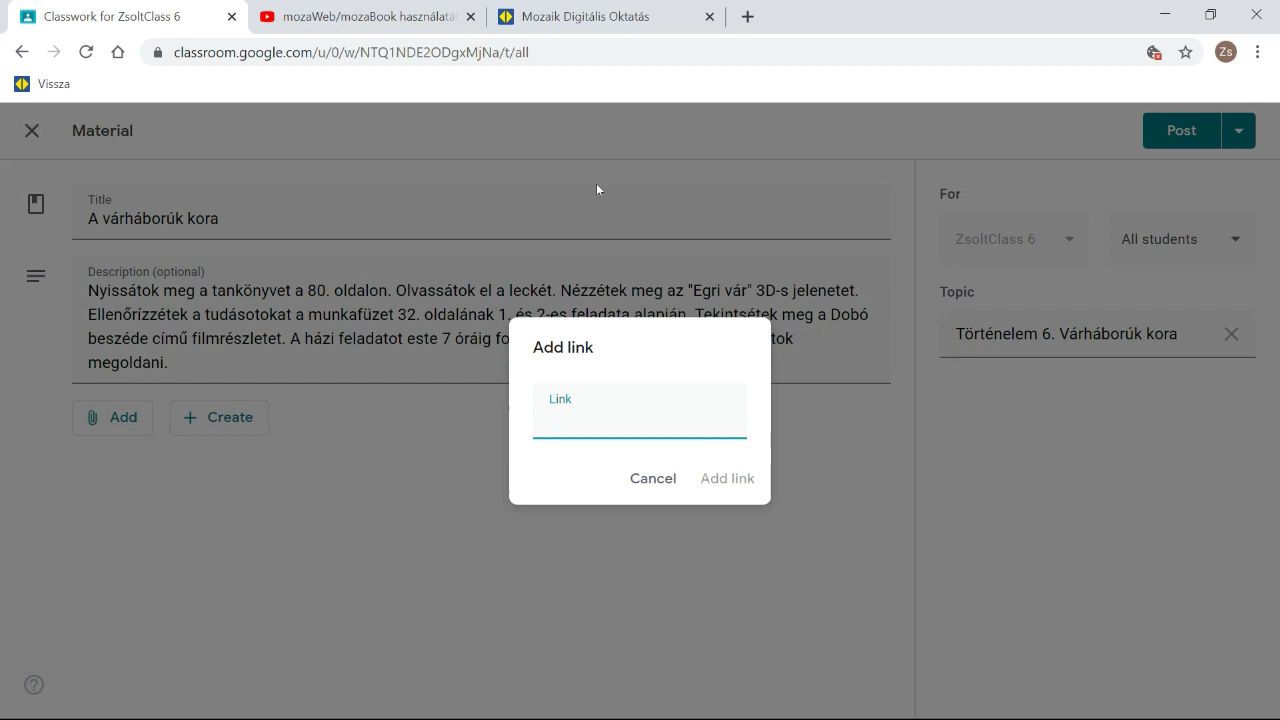 Classwork for ZsoltClass 6
mozaWeb/mozaBook használatá
Mozaik Digitális Oktatás
classroom.google.com/u/0/w/NTQ1NDE2ODgxMjNa/t/all
Zs
Vissza
Material
Post
Title
A várháborúk kora
Description (optional)
Nyissátok meg a tankönyvet a 80. oldalon. Olvassátok el a leckét. Nézzétek meg az "Egri vár" 3D-s jelenetet.
Ellenőrízzétek a tudásotokat a munkafüzet 32. oldalának 1. és 2-es feladata alapján. Tekintsétek meg a Dobó
beszéde című filmrészletet. A házi feladatot este 7 óráig
megoldani.
Add
Create
For
ZsoltClass 6
All students
Topic
Történelem 6. Várháborúk kora
Add link
Link
Cancel
Add link